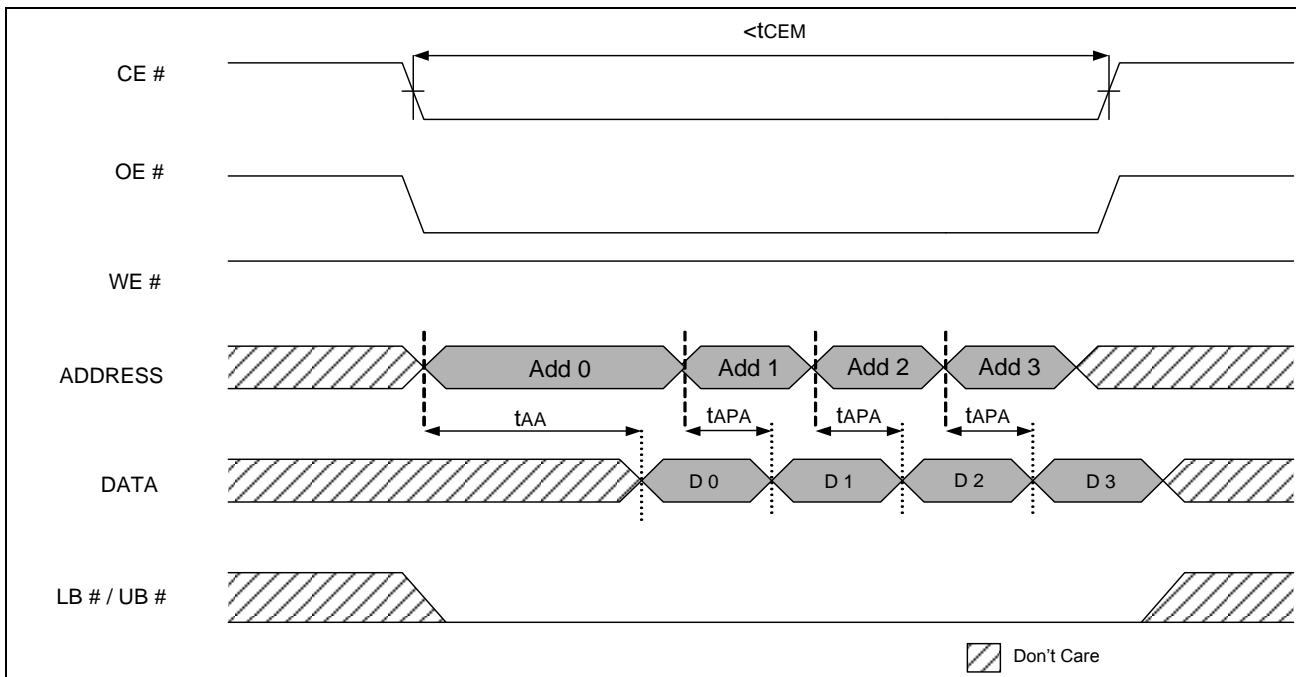 <tCEM
CE #
OE #
WE #
ADDRESS
Add 0
Add 1
Add 2
Add 3
tAA
tAPA
tAPA
tAPA
DATA
D 0
D 1
D 2
D 3
LB # / UB #
Don't Care